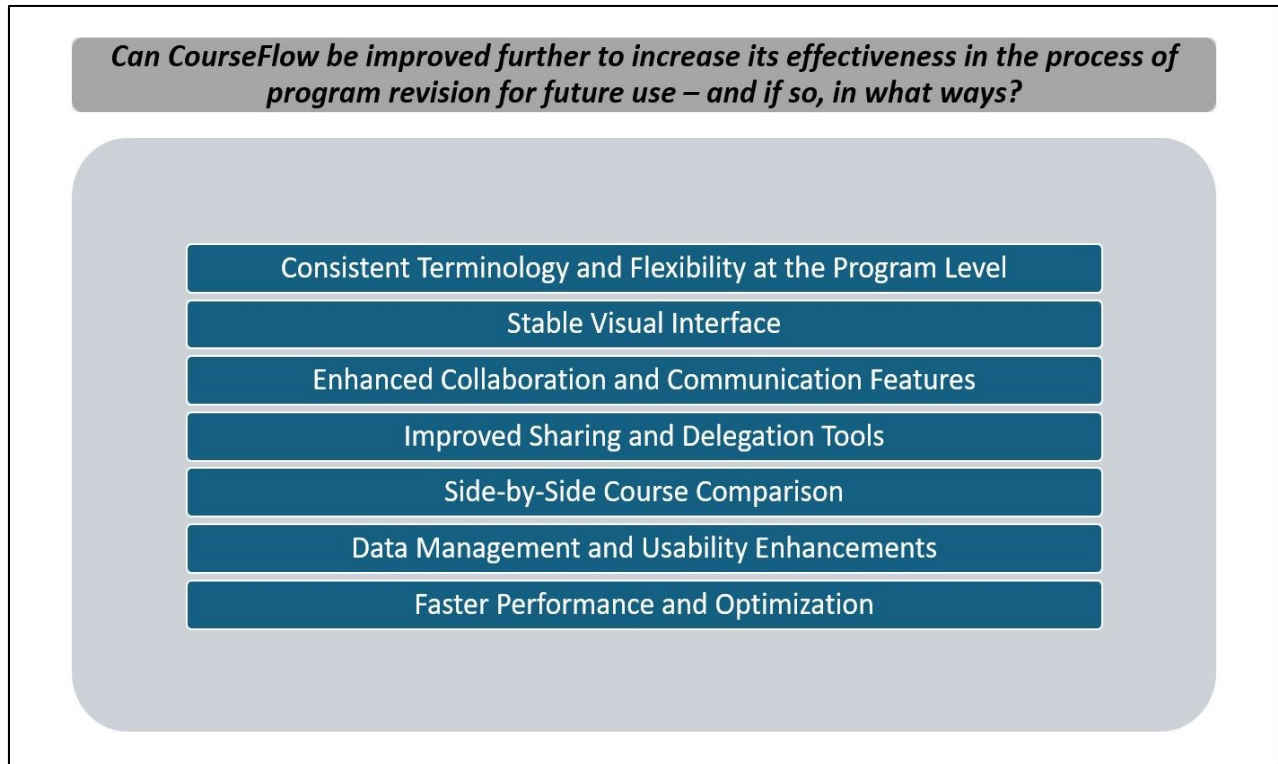 Can CourseFlow be improved further to increase its effectiveness in the process of
program revision for future use – and if so, in what ways?
Consistent Terminology and Flexibility at the Program Level
Stable Visual Interface
Enhanced Collaboration and Communication Features
Improved Sharing and Delegation Tools
Side-by-Side Course Comparison
Data Management and Usability Enhancements
Faster Performance and Optimization